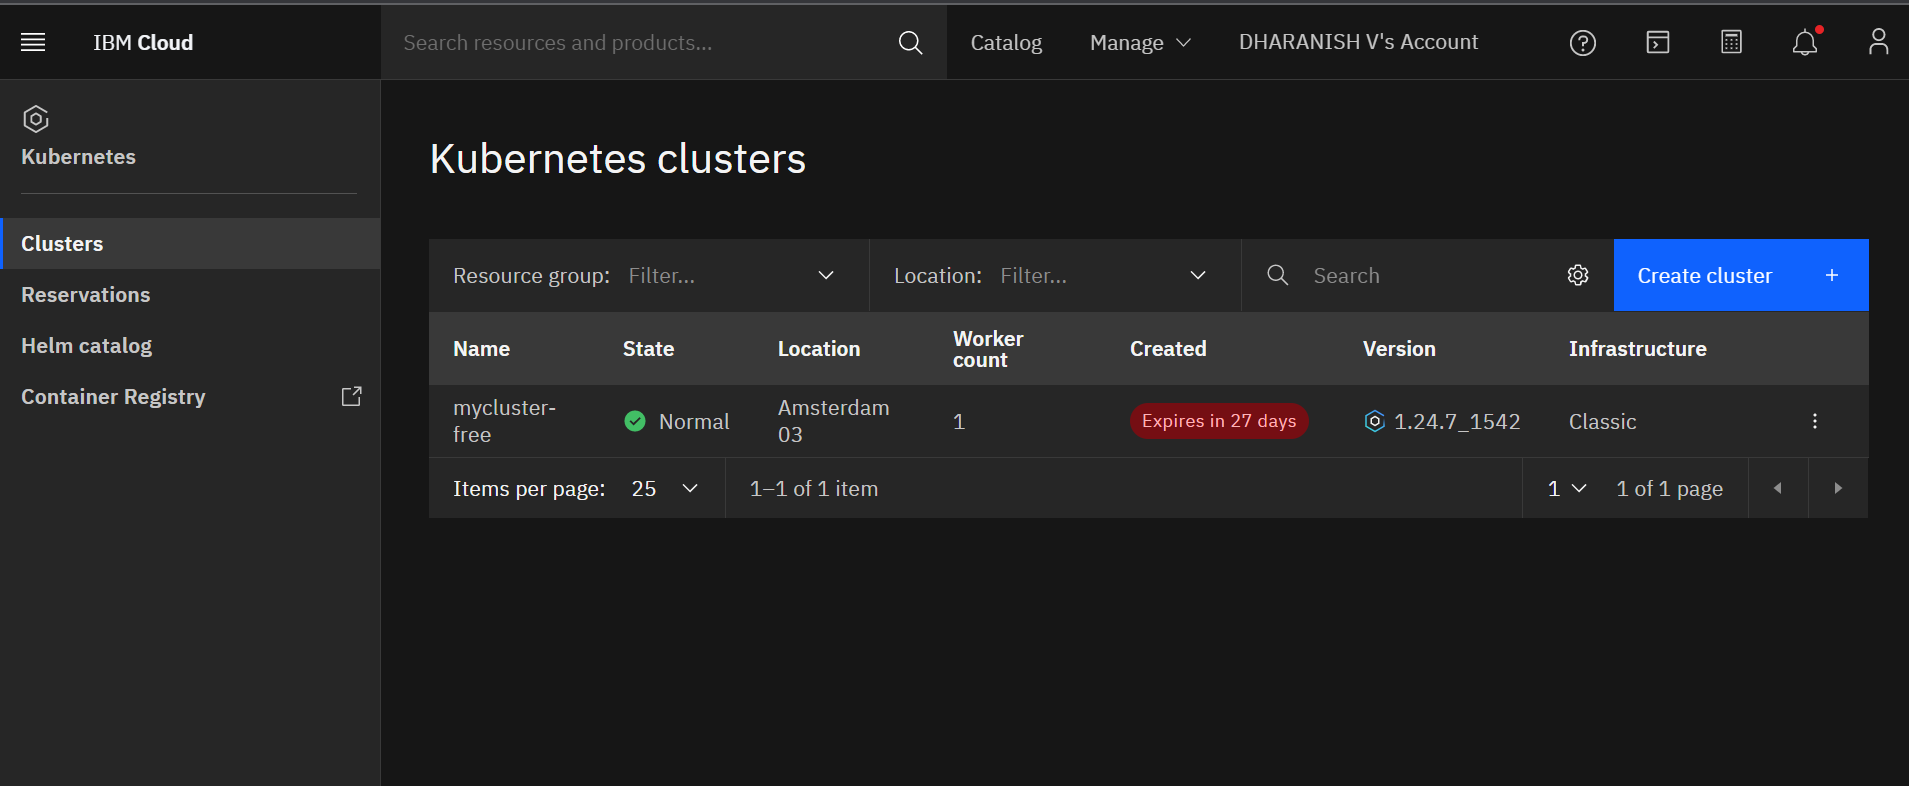 IBM Cloud
Search resources and products...
Catalog
Manage
DHARANISH V's Account
Kubernetes
Clusters
Reservations
Helm catalog
Container Registry
Kubernetes clusters
Resource group: Filter...
Location: Filter...
Search
Create cluster +
Name
State
Location
Worker
count
Created
Version
Infrastructure
mycluster-
free
Normal
Amsterdam
03
1
Expires in 27 days
1.24.7_1542
Classic
Items per page: 25
1–1 of 1 item
1
1 of 1 page